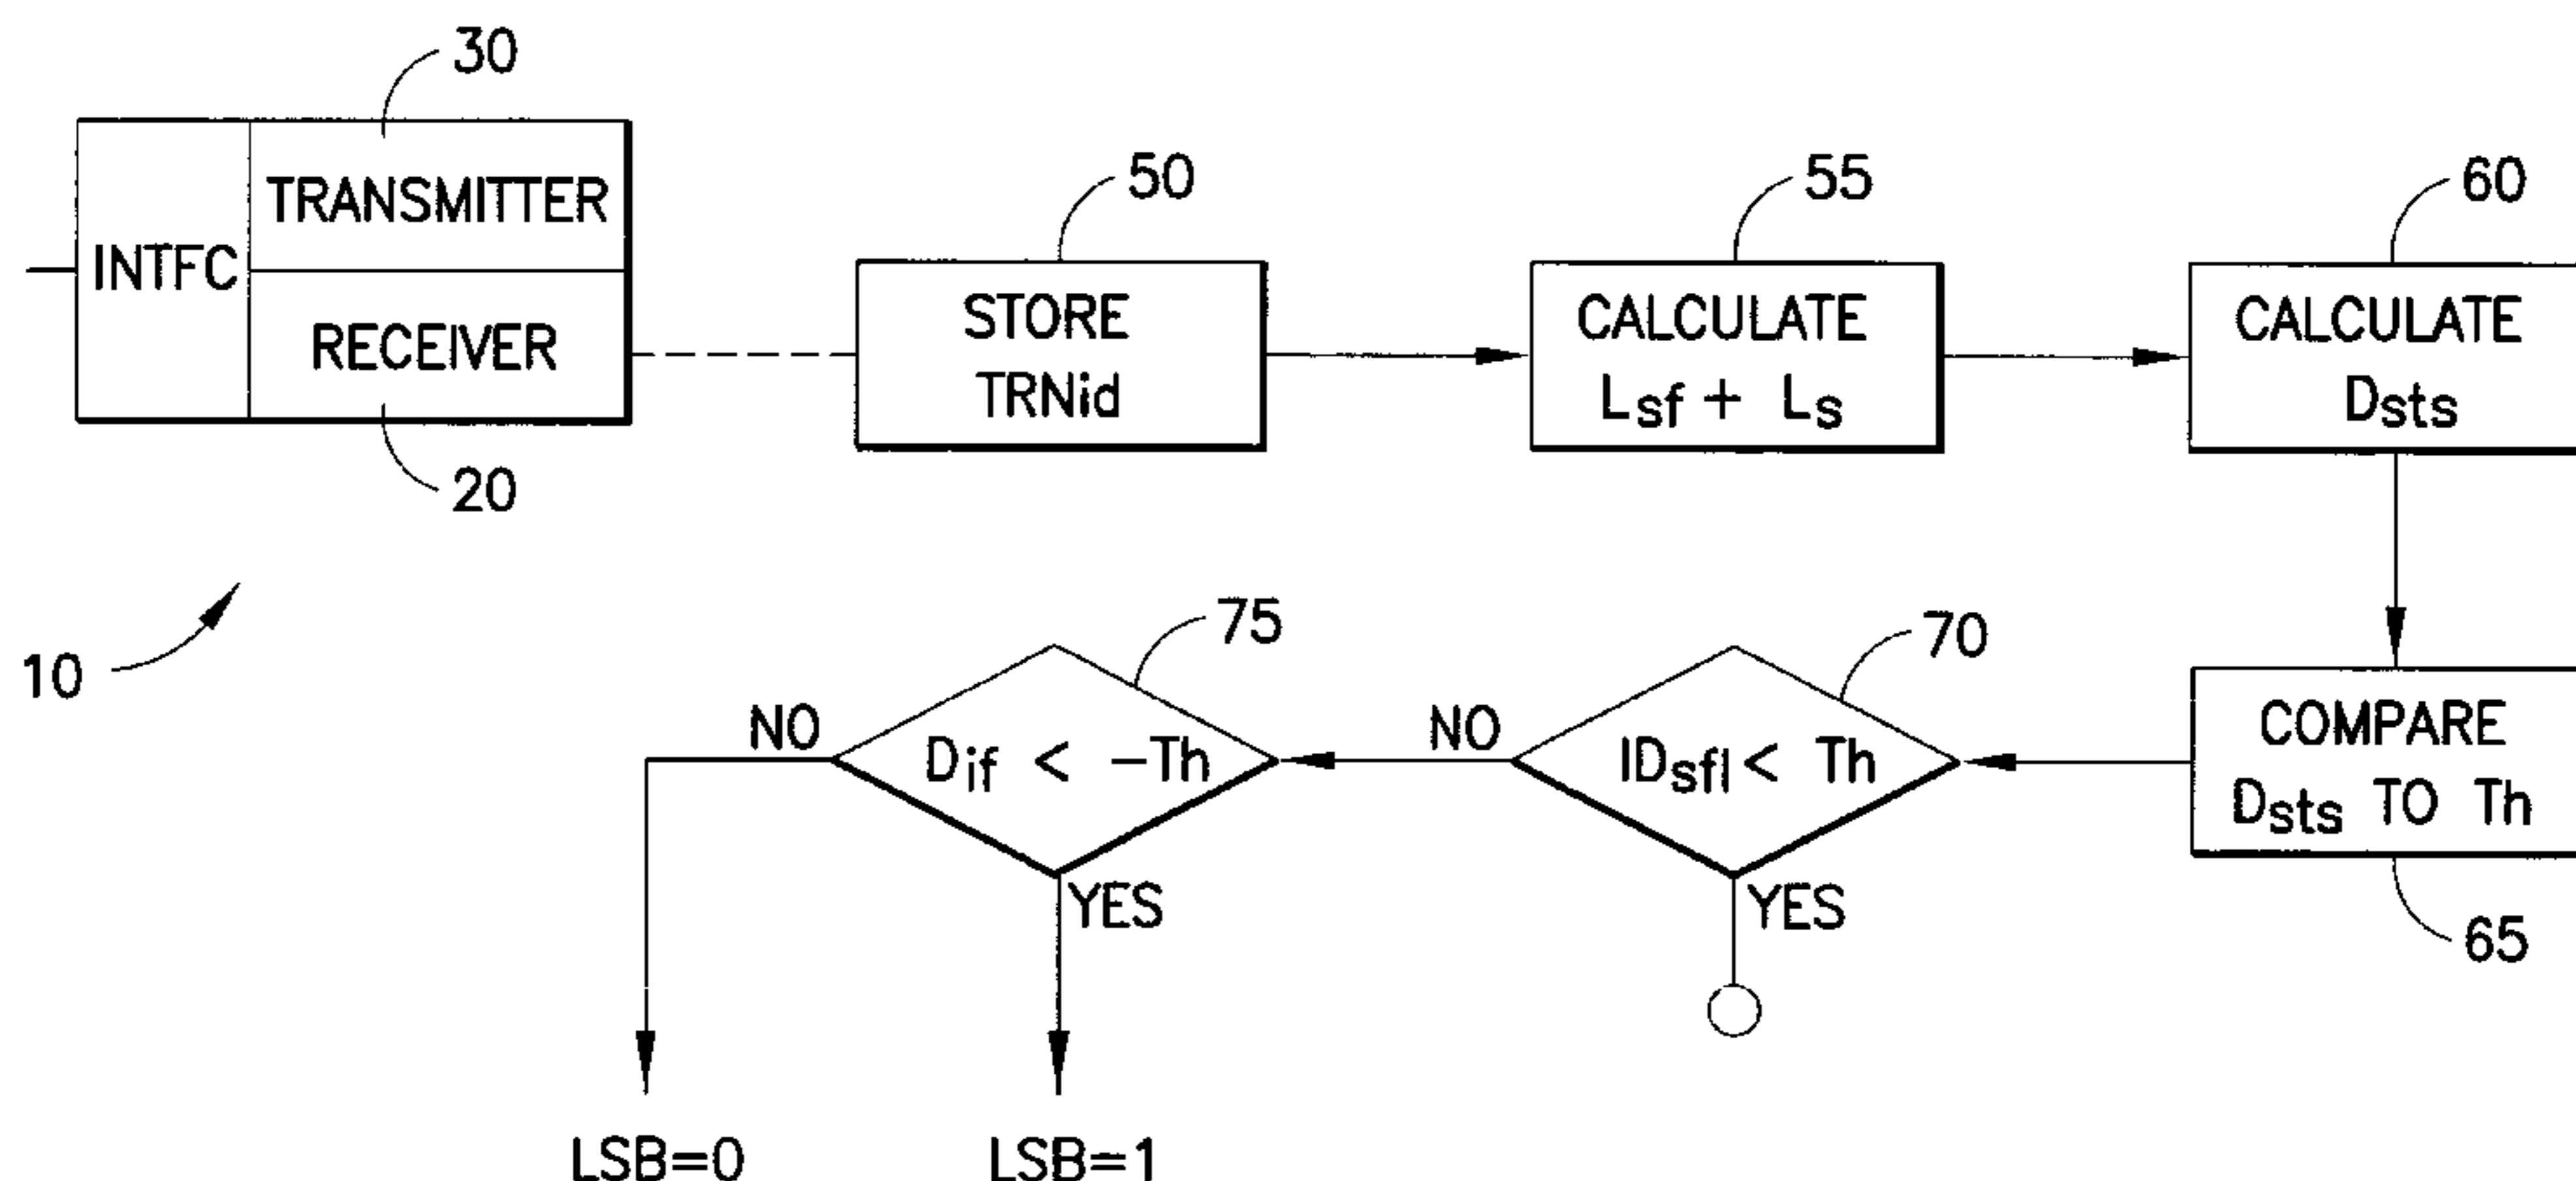 30
TRANSMITTER
INTFC
RECEIVER
20
50
STORE
TRNid
55
CALCULATE
Lsf + Ls
60
CALCULATE
Dsts
10
75
Dif < -Th
NO
YES
70
IDsfI < Th
NO
YES
COMPARE
Dsts TO Th
65
LSB=0
LSB=1